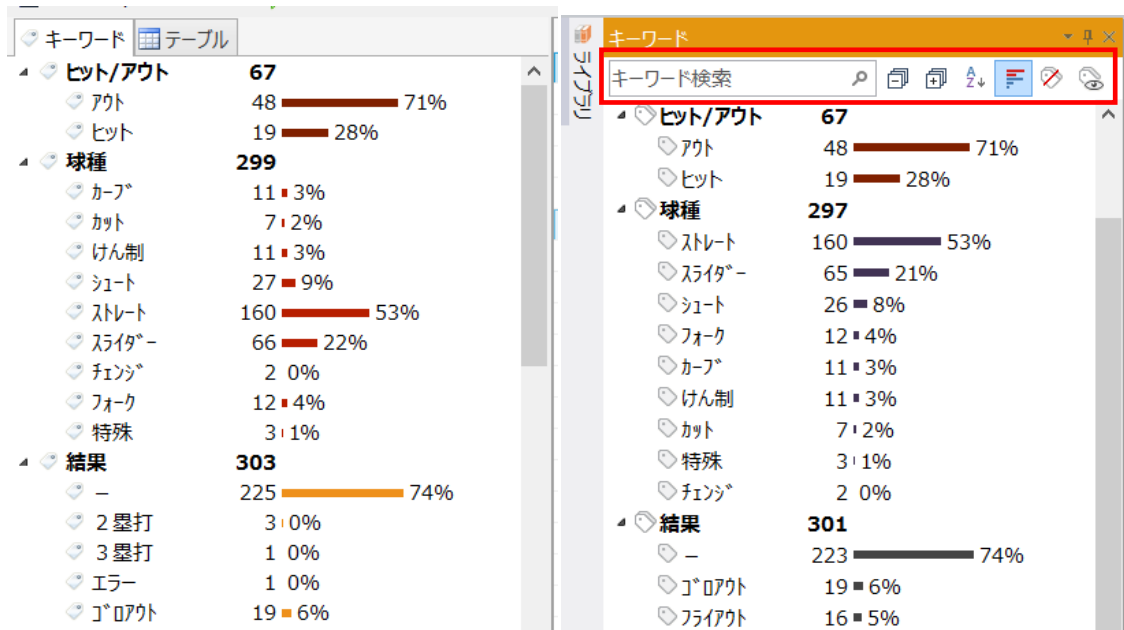 キーワード テーブル
ヒット/アウト 67
アウト 48 71%
ヒット 19 28%
球種 299
カーブ 11 3%
カット 7 2%
けん制 11 3%
シュート 27 9%
ストレート 160 53%
スライダー 66 22%
チェンジ 2 0%
フォーク 12 4%
特殊 3 1%
結果 303
− 225 74%
２塁打 3 0%
３塁打 1 0%
エラー 1 0%
ゴロアウト 19 6%
ライブラリ
キーワード
キーワード検索
ヒット/アウト 67
アウト 48 71%
ヒット 19 28%
球種 297
ストレート 160 53%
スライダー 65 21%
シュート 26 8%
フォーク 12 4%
カーブ 11 3%
けん制 11 3%
カット 7 2%
特殊 3 1%
チェンジ 2 0%
結果 301
− 223 74%
ゴロアウト 19 6%
フライアウト 16 5%